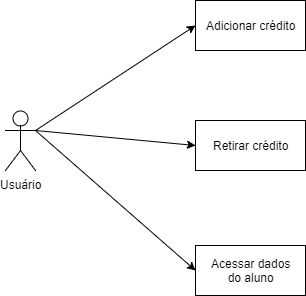 Adicionar crédito
Retirar crédito
Usuário
Acessar dados
do aluno